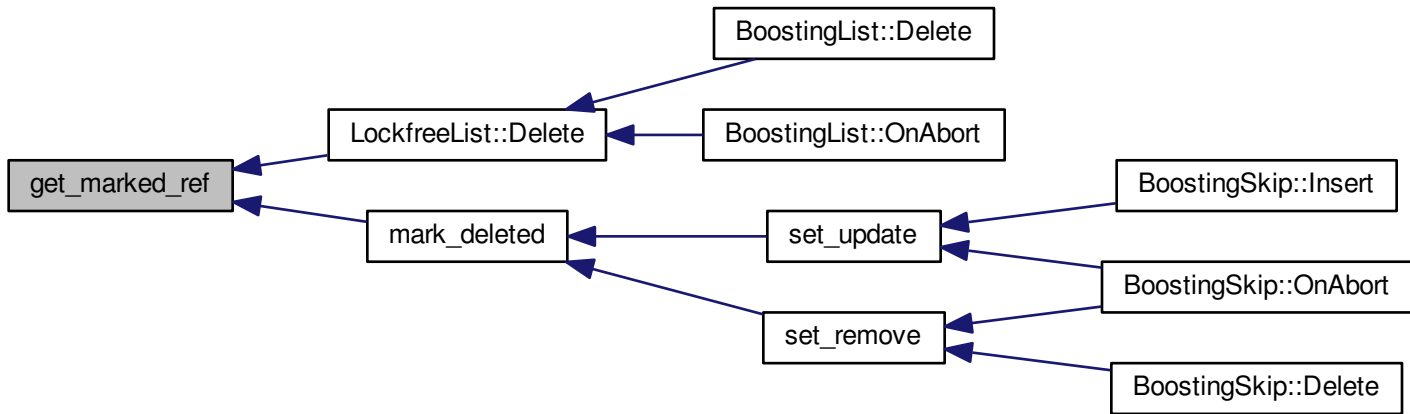 BoostingList::Delete
LockfreeList::Delete
BoostingList::OnAbort
get_marked_ref
BoostingSkip::Insert
mark_deleted
set_update
BoostingSkip::OnAbort
set_remove
BoostingSkip::Delete